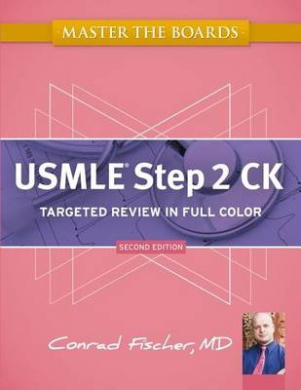 MASTER THE BOARDS
USMLE® Step 2 CK
TARGETED REVIEW IN FULL COLOR
SECOND EDITION
Conrad Fischer, MD